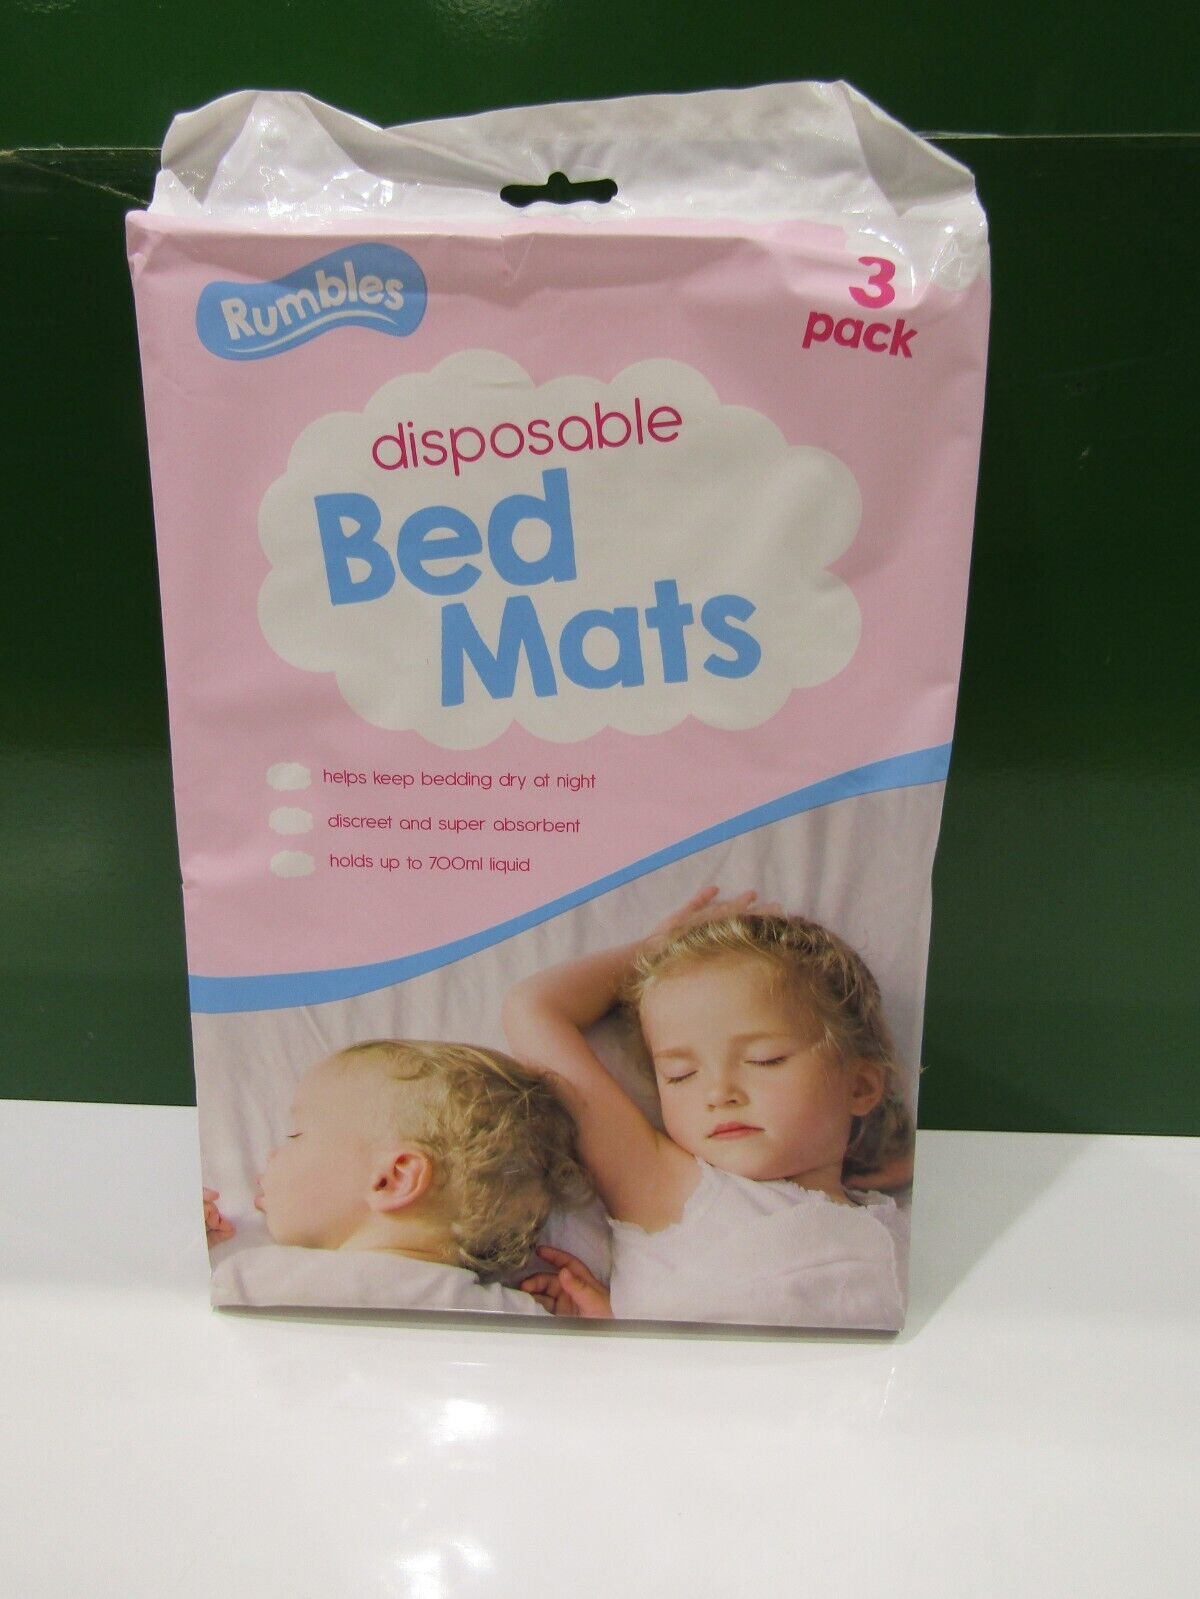 Rumbles
3
pack
disposable
Bed
Mats
helps keep bedding dry at night
discreet and super absorbent
holds up to 700ml liquid